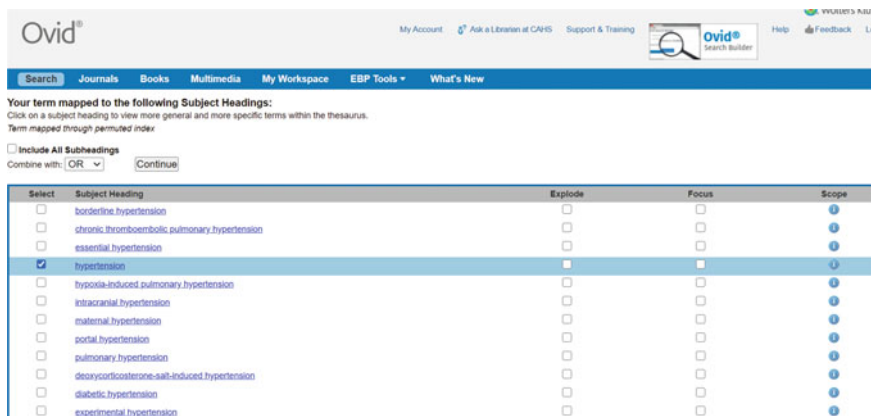 Ovid®
My Account Ask a Librarian at CAHS Support & Training Ovid® Search Builder Help Feedback
Search Journals Books Multimedia My Workspace EBP Tools What's New
Your term mapped to the following Subject Headings:
Click on a subject heading to view more general and more specific terms within the thesaurus.
Term mapped through permuted index
Include All Subheadings
Combine with: OR Continue
Select Subject Heading Explode Focus Scope
borderline hypertension
chronic thromboembolic pulmonary hypertension
essential hypertension
hypertension
hypoxia-induced pulmonary hypertension
intracranial hypertension
maternal hypertension
portal hypertension
pulmonary hypertension
deoxycorticosterone-salt-induced hypertension
diabetic hypertension
experimental hypertension